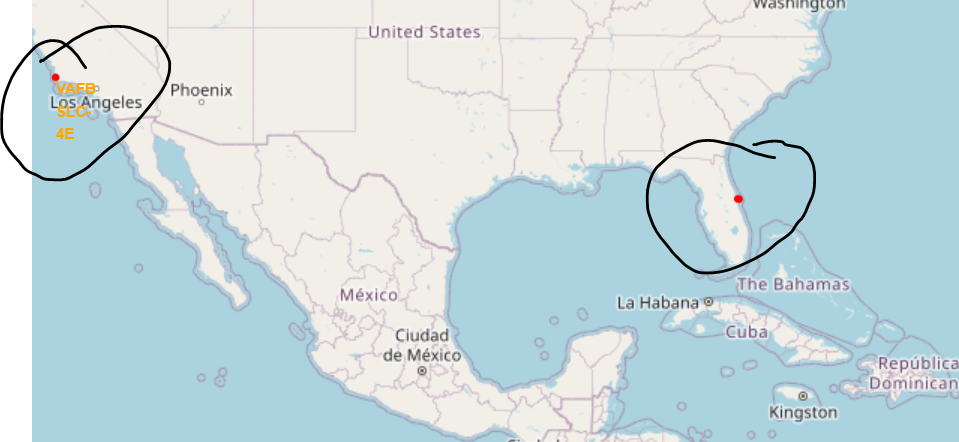 Washington
United States
VAFB
Los Angeles
SLC-
4E
Phoenix
The Bahamas
La Habana
México
Cuba
Ciudad
de México
República
Dominican
Kingston